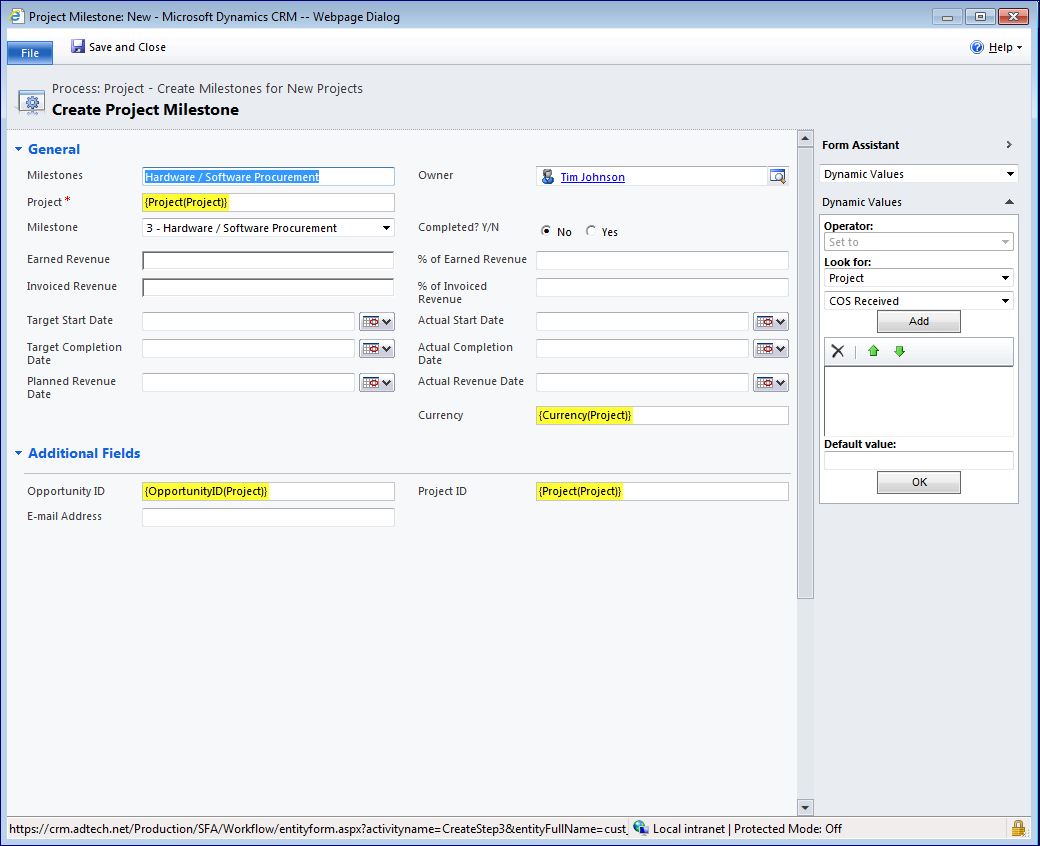 Project Milestone: New - Microsoft Dynamics CRM -- Webpage Dialog
File Save and Close Help
Process: Project - Create Milestones for New Projects
Create Project Milestone
General
Milestones Hardware / Software Procurement Owner Tim Johnson
Project * {Project(Project)}
Milestone 3 - Hardware / Software Procurement Completed? Y/N No Yes
Earned Revenue % of Earned Revenue
Invoiced Revenue % of Invoiced
Revenue
Target Start Date Actual Start Date
Target Completion Actual Completion
Date Date
Planned Revenue Actual Revenue Date
Date
Currency {Currency(Project)}
Additional Fields
Opportunity ID {OpportunityID(Project)} Project ID {Project(Project)}
E-mail Address
Form Assistant
Dynamic Values
Dynamic Values
Operator:
Set to
Look for:
Project
COS Received
Add
Default value:
OK
https://crm.adtech.net/Production/SFA/Workflow/entityform.aspx?activityname=CreateStep3&entityFullName=cust_ Local intranet | Protected Mode: Off